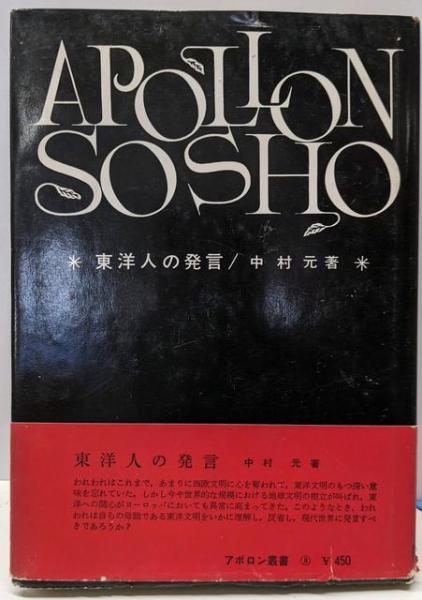 APOLLON
SOSHO
＊ 東洋人の発言/中村元著 ＊
東洋人の発言 中村 元著
われわれはこれまで，あまりに西欧文明に心を奪われて，東洋文明のもつ深い意
味を忘れていた。しかし今や世界的な規模における地球文明の樹立が叫ばれ，東
洋への関心がヨーロッパにおいても異常に高まってきた。このようなとき，われ
われは自らの母胎である東洋文明をいかに理解し，反省し，現代世界に発言すべ
きであろうか？
アポロン叢書 ⑧ ￥450